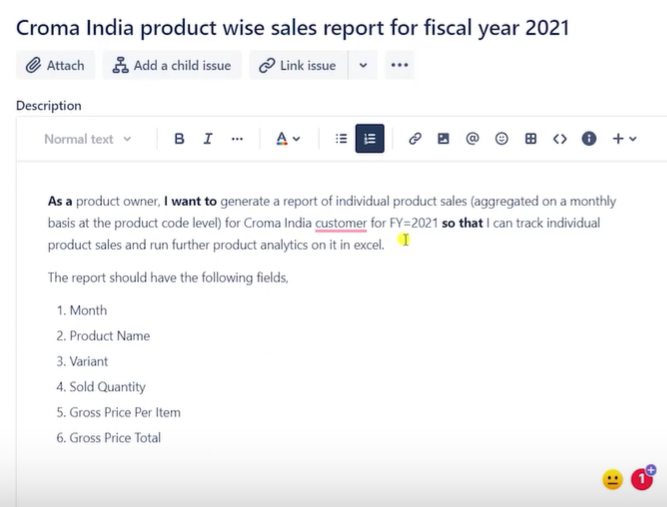 Croma India product wise sales report for fiscal year 2021
Attach
Add a child issue
Link issue
Description
Normal text
B
I
A
As a product owner, I want to generate a report of individual product sales (aggregated on a monthly
basis at the product code level) for Croma India customer for FY=2021 so that I can track individual
product sales and run further product analytics on it in excel.
The report should have the following fields,
1. Month
2. Product Name
3. Variant
4. Sold Quantity
5. Gross Price Per Item
6. Gross Price Total
1